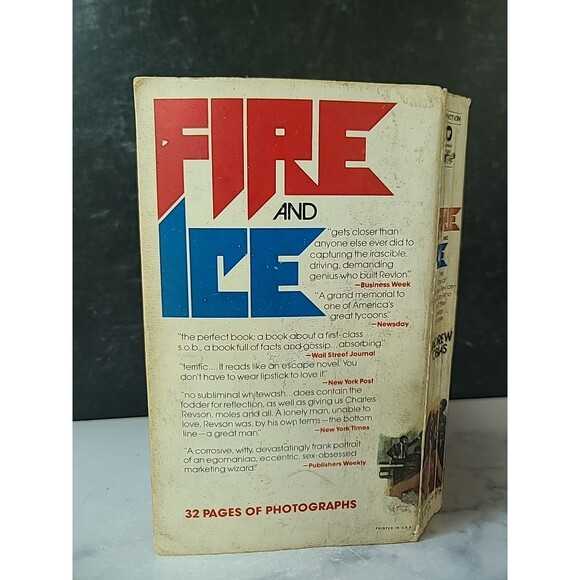 FIRE
AND
ICE
"gets closer than
anyone else ever did to
capturing the irascible,
driving, demanding
genius who built Revlon."
—Business Week
"A grand memorial to
one of America's
great tycoons."
—Newsday
"the perfect book: a book about a first-class
s.o.b., a book full of facts and gossip... absorbing."
—Wall Street Journal
"terrific.... It reads like an escape novel. You
don't have to wear lipstick to love it."
—New York Post
"no subliminal whitewash...does contain the
fodder for reflection, as well as giving us Charles
Revson, moles and all. A lonely man, unable to
love, Revson was, by his own terms—the bottom
line—a great man."
—New York Times
"A corrosive, witty, devastatingly frank portrait
of an egomaniac, eccentric, sex-obsessed
marketing wizard."
—Publishers Weekly
32 PAGES OF PHOTOGRAPHS
PRINTED IN U.S.A.